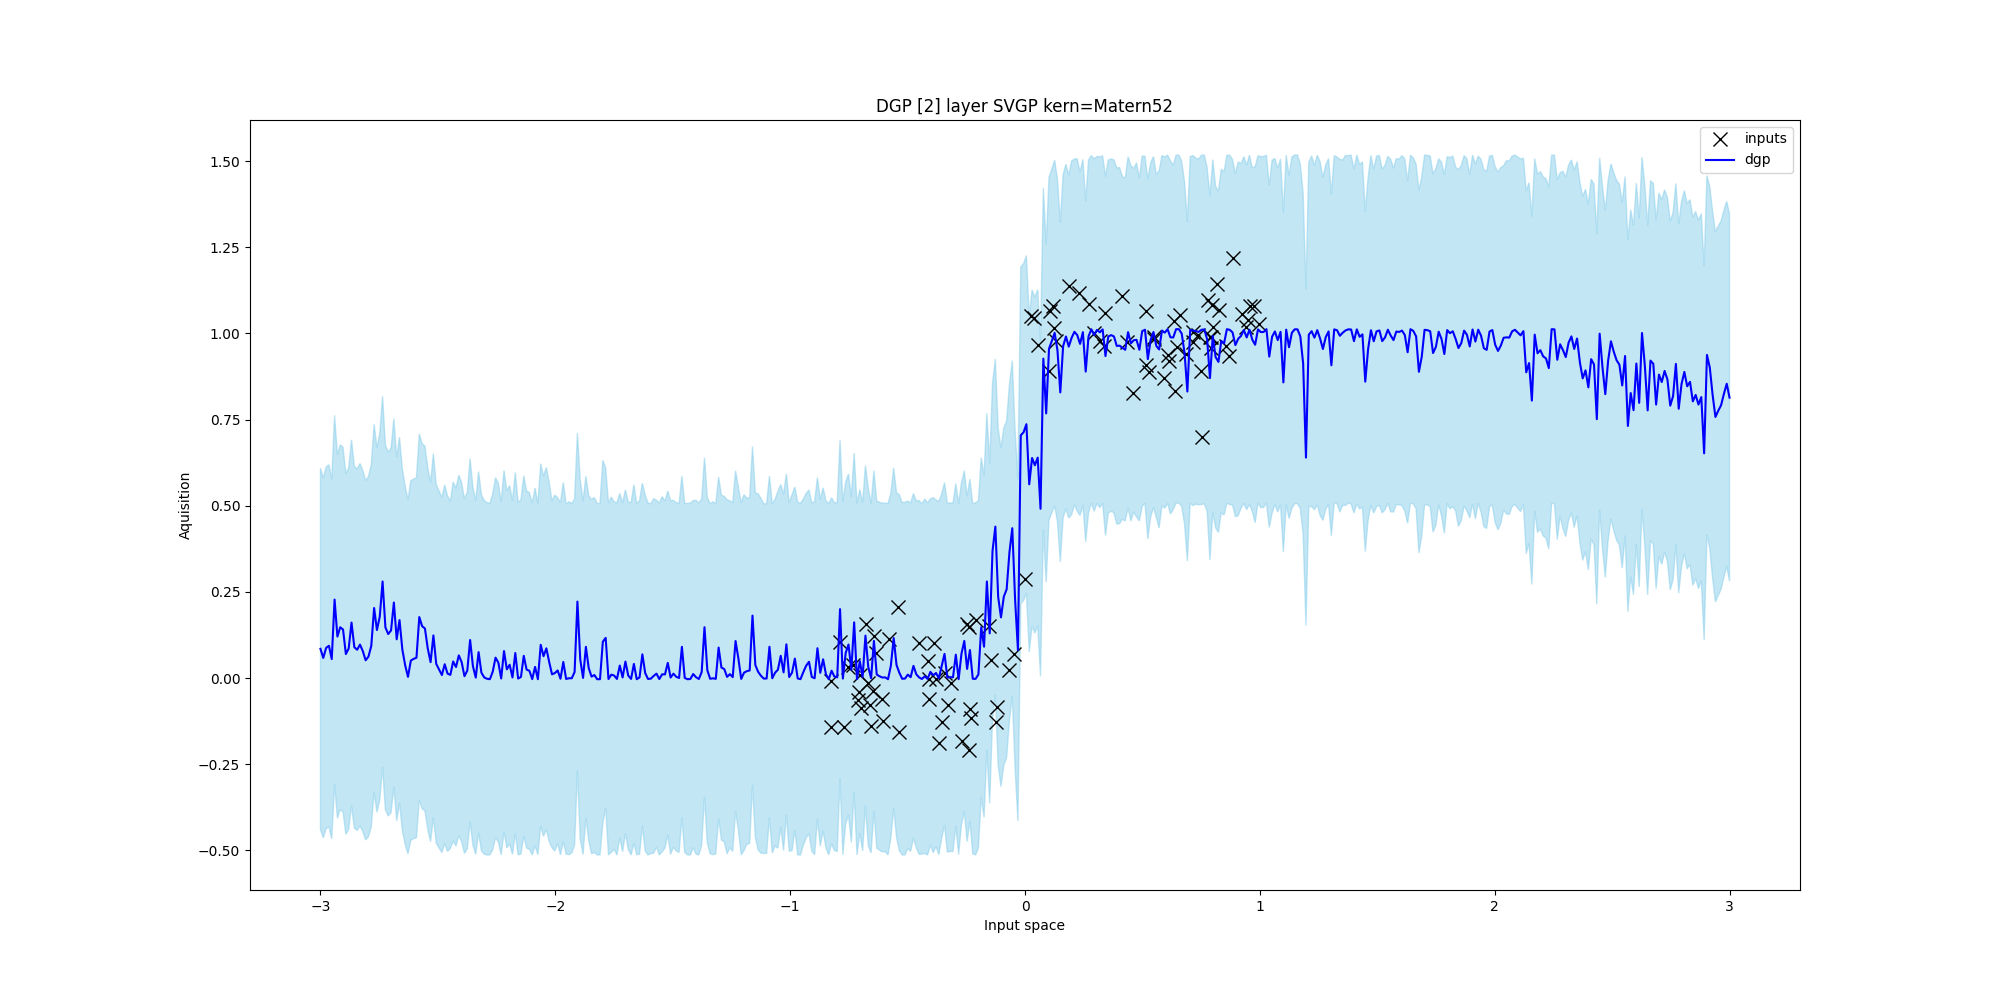 DGP [2] layer SVGP kern=Matern52
inputs
dgp
1.50
1.25
1.00
0.75
0.50
0.25
0.00
−0.25
−0.50
Aquisition
−3 −2 −1 0 1 2 3
Input space